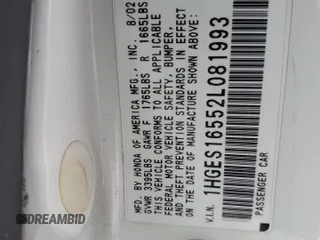 MFD. BY HONDA OF AMERICA MFG., INC. 8/02
GVWR 3395LBS GAWR F 1765LBS R 1665LBS
THIS VEHICLE CONFORMS TO ALL APPLICABLE
FEDERAL MOTOR VEHICLE SAFETY, BUMPER,
AND THEFT PREVENTION STANDARDS IN EFFECT
ON THE DATE OF MANUFACTURE SHOWN ABOVE.
V.I.N. 1HGES16552L081993
PASSENGER CAR
DREAMBID